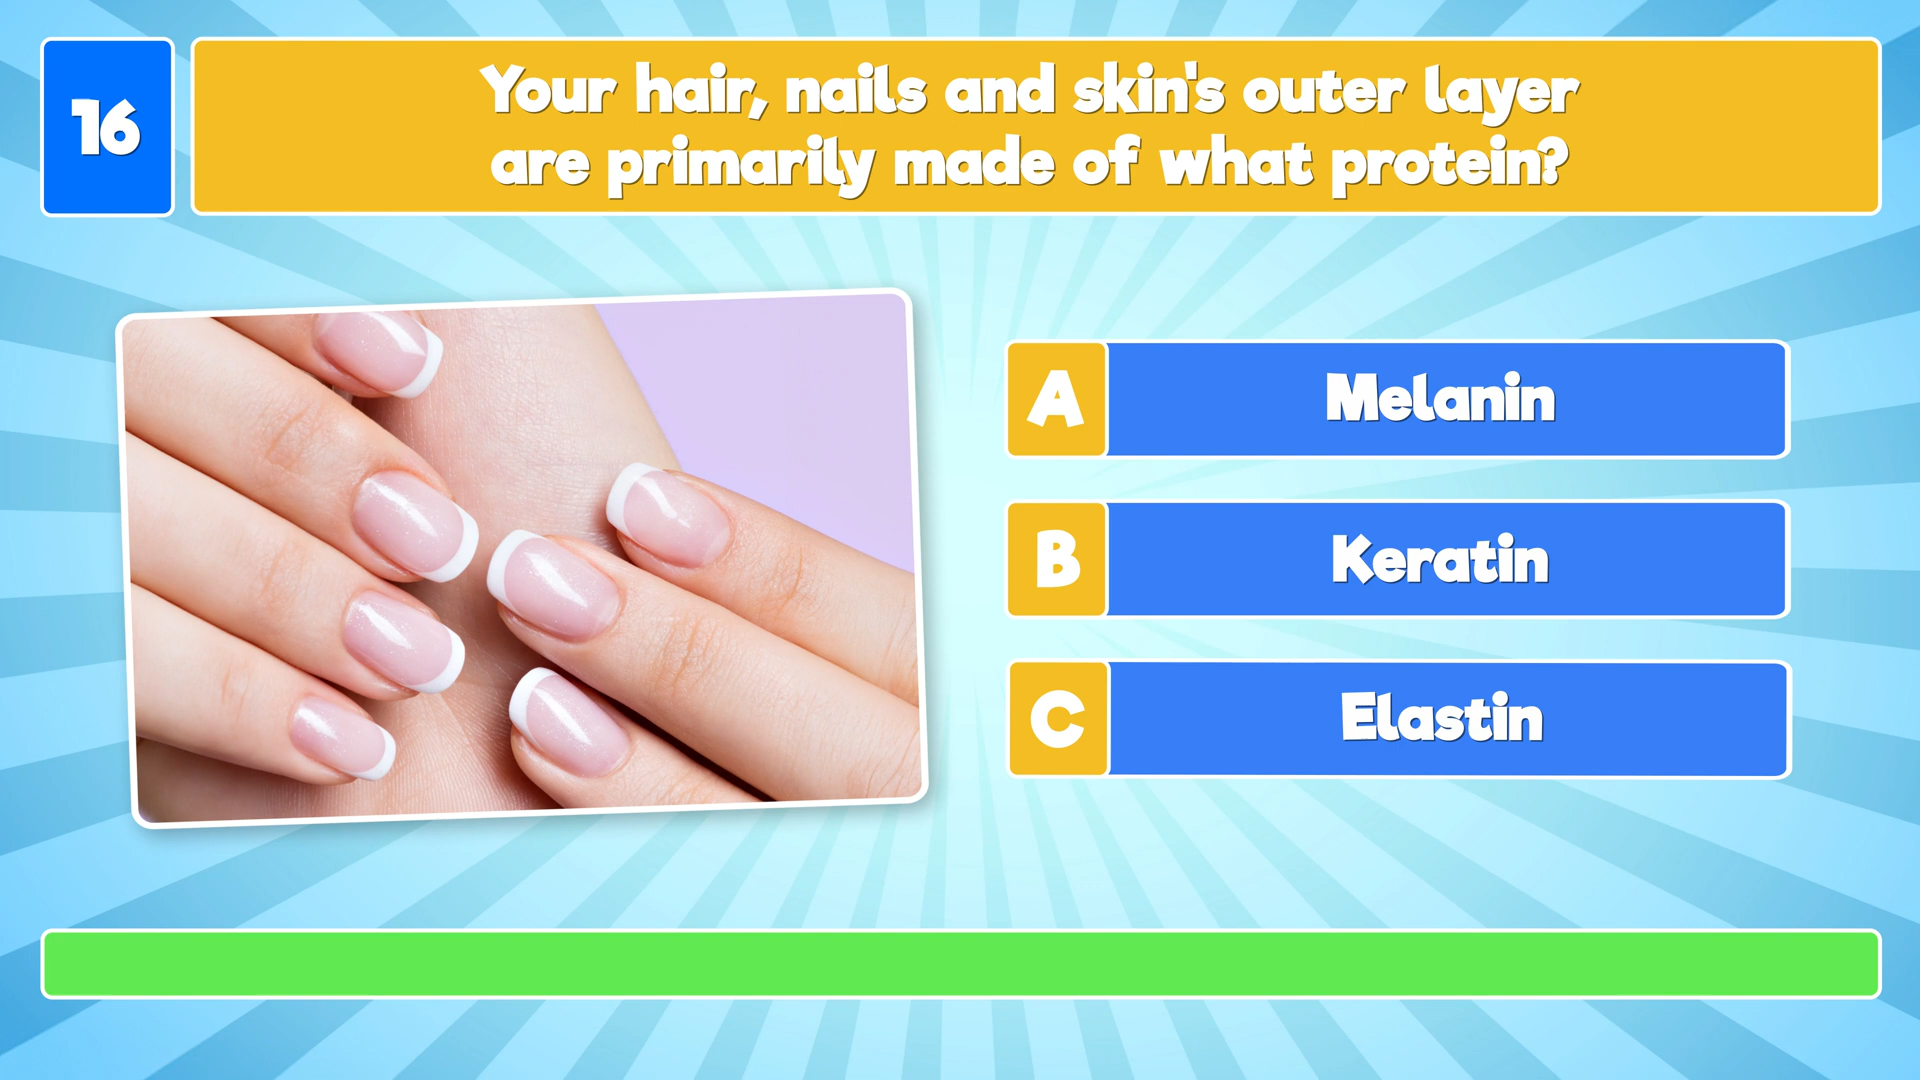 16
Your hair, nails and skin's outer layer
are primarily made of what protein?
A Melanin
B Keratin
C Elastin